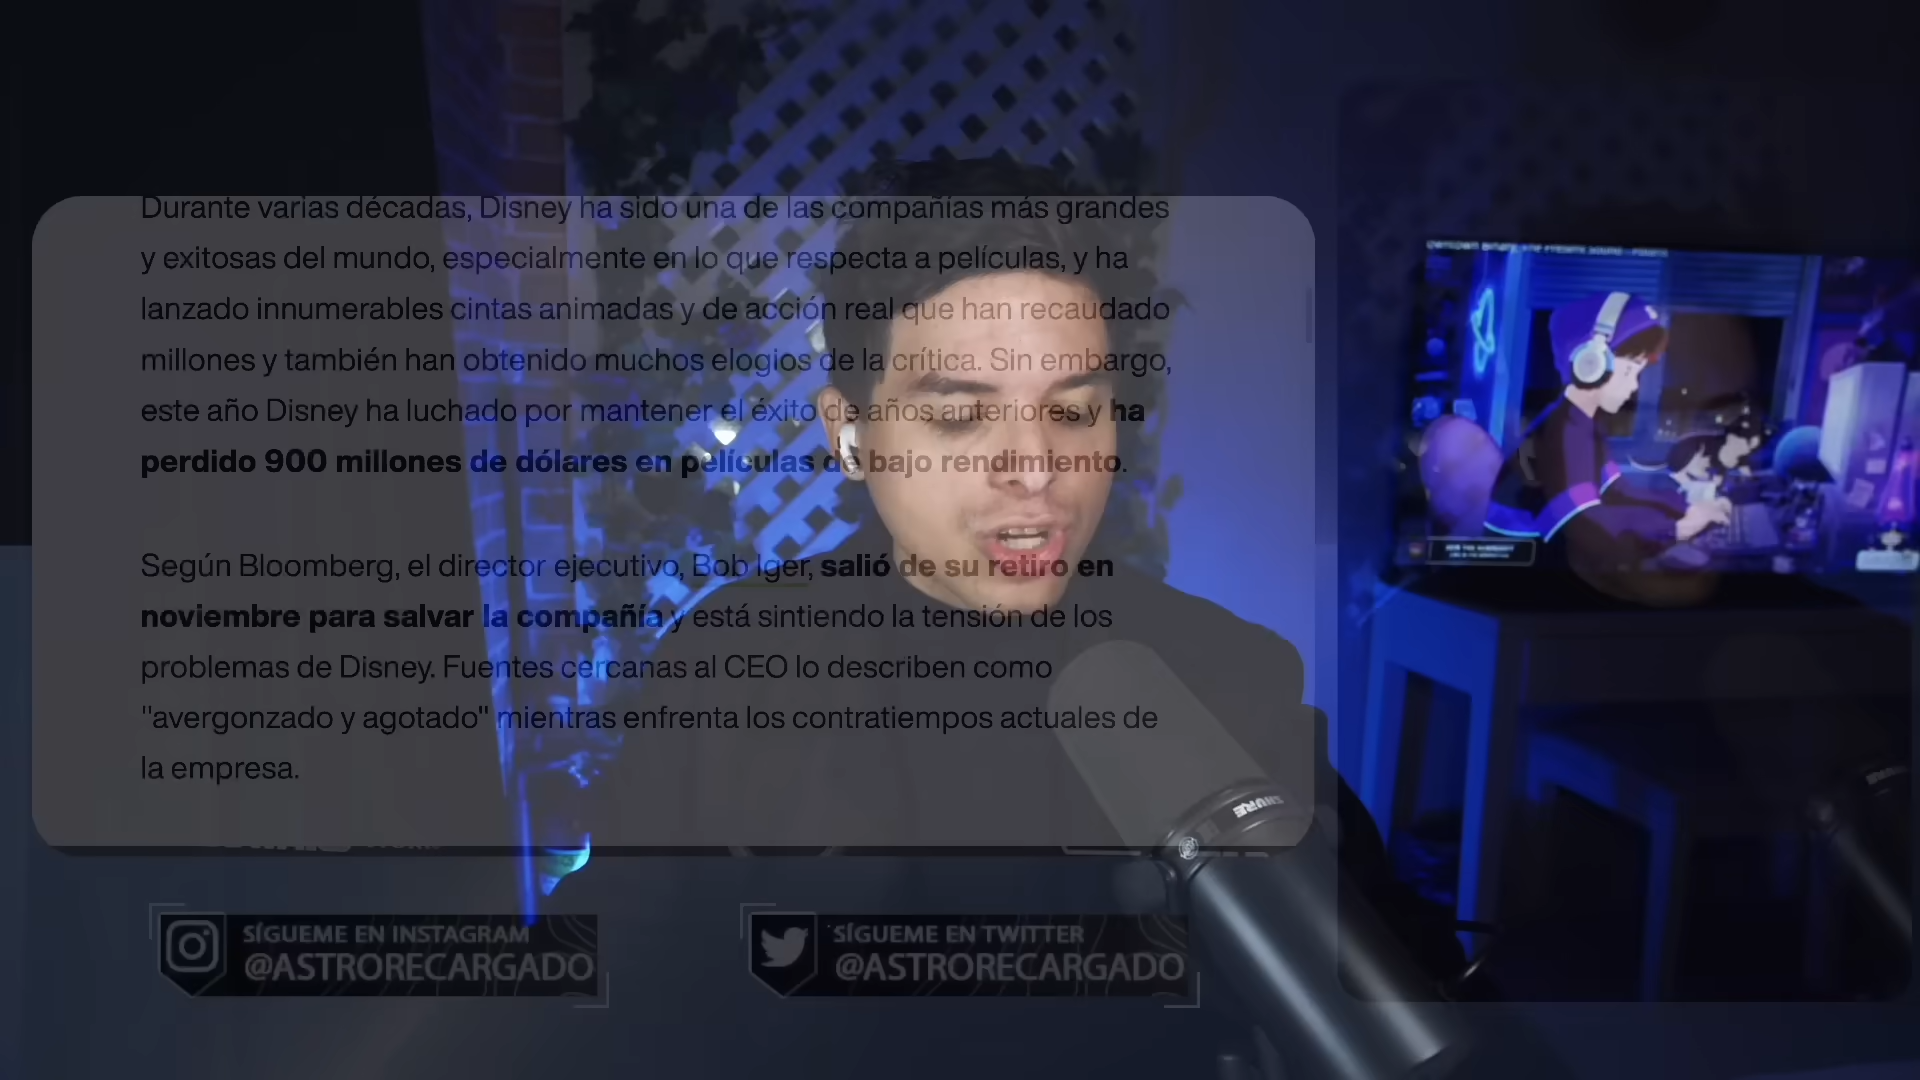 Durante varias décadas, Disney ha sido una de las compañías más grandes
y exitosas del mundo, especialmente en lo que respecta a películas, y ha
lanzado innumerables cintas animadas y de acción real que han recaudado
millones y también han obtenido muchos elogios de la crítica. Sin embargo,
este año Disney ha luchado por mantener el éxito de años anteriores y ha
perdido 900 millones de dólares en películas de bajo rendimiento.
Según Bloomberg, el director ejecutivo, Bob Iger, salió de su retiro en
noviembre para salvar la compañía y está sintiendo la tensión de los
problemas de Disney. Fuentes cercanas al CEO lo describen como
"avergonzado y agotado" mientras enfrenta los contratiempos actuales de
la empresa.
SHURE
SÍGUEME EN INSTAGRAM
@ASTRORECARGADO
SÍGUEME EN TWITTER
@ASTRORECARGADO